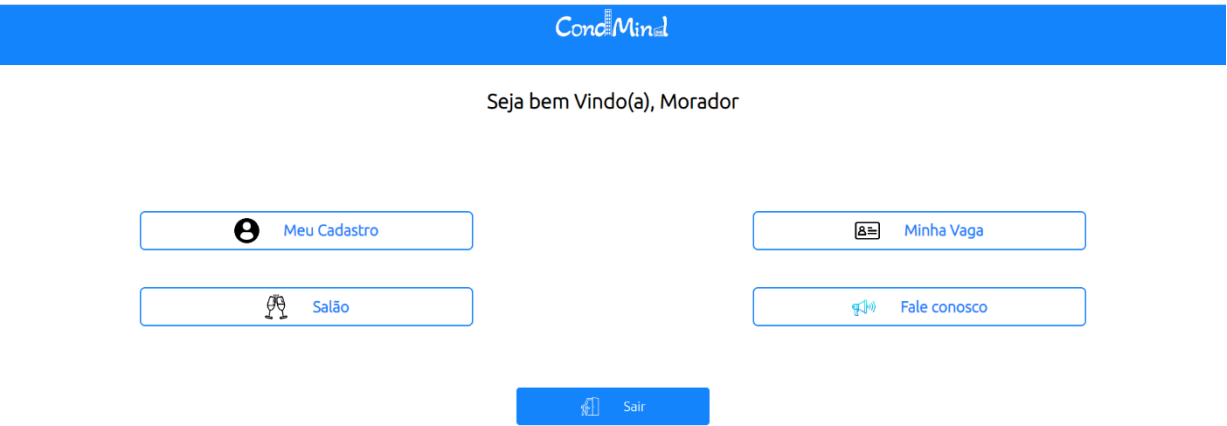 CondMind
Seja bem Vindo(a), Morador
Meu Cadastro
Minha Vaga
Salão
Fale conosco
Sair